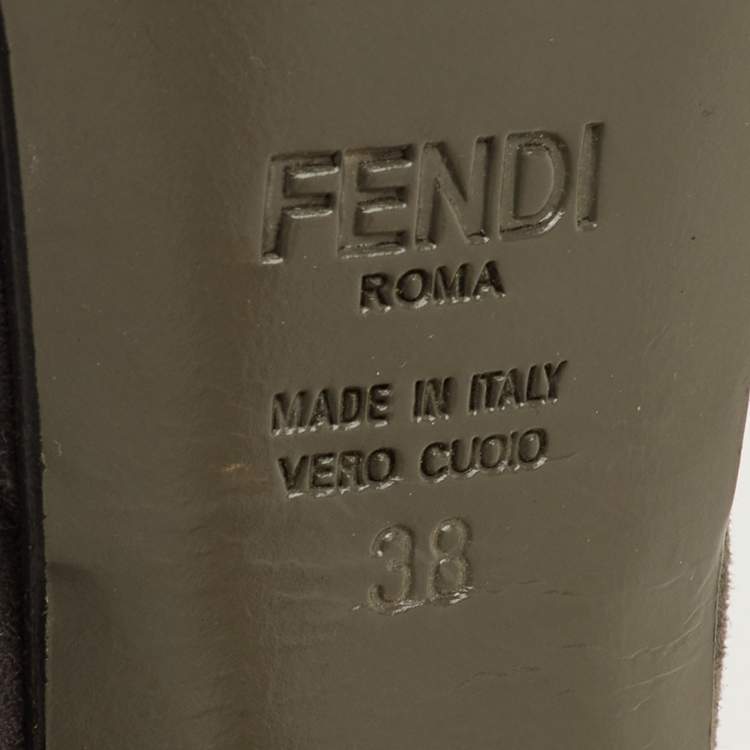 FENDI
ROMA
MADE IN ITALY
VERO CUOIO
38